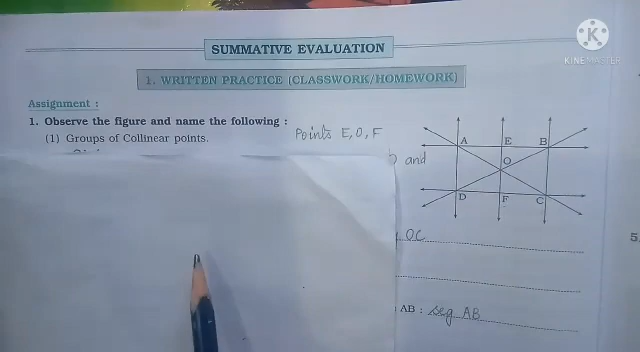 SUMMATIVE EVALUATION
1. WRITTEN PRACTICE (CLASSWORK/HOMEWORK)
Assignment :
1. Observe the figure and name the following :
(1) Groups of Collinear points. Points E, O, F
and
A E B
O
D F C
OC
5
AB : seg AB
K
KINEMASTER